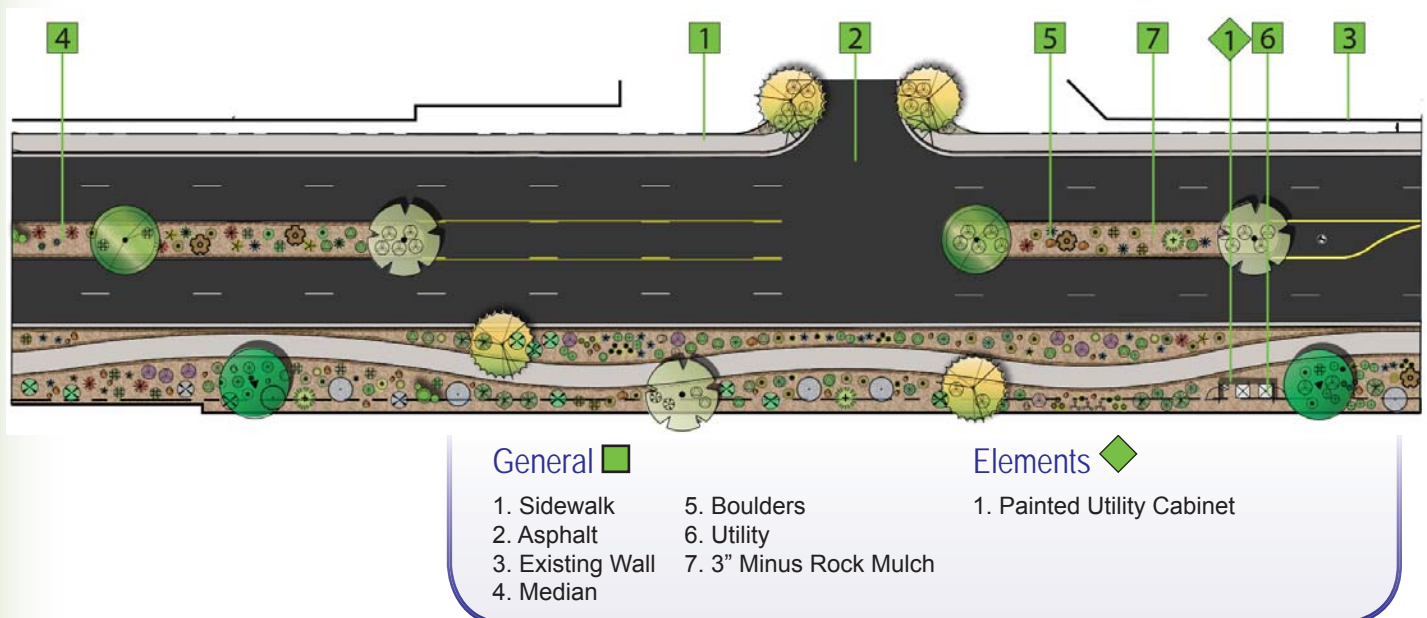 4 1 2 5 7 1 6 3
General
Elements
1. Sidewalk
2. Asphalt
3. Existing Wall
4. Median
5. Boulders
6. Utility
7. 3” Minus Rock Mulch
1. Painted Utility Cabinet